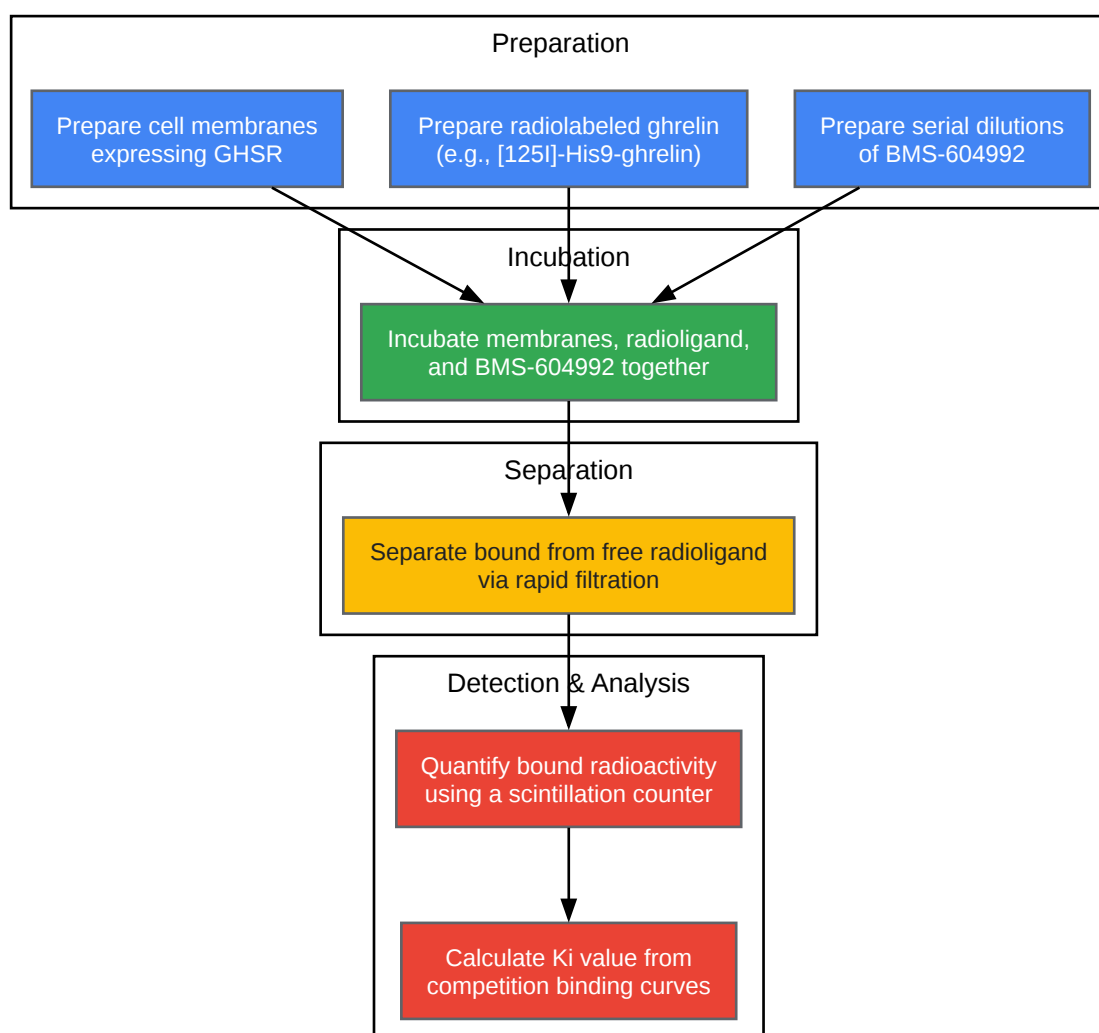 Preparation
Prepare cell membranes
expressing GHSR
Prepare radiolabeled ghrelin
(e.g., [125I]-His9-ghrelin)
Prepare serial dilutions
of BMS-604992
Incubation
Incubate membranes, radioligand,
and BMS-604992 together
Separation
Separate bound from free radioligand
via rapid filtration
Detection & Analysis
Quantify bound radioactivity
using a scintillation counter
Calculate Ki value from
competition binding curves